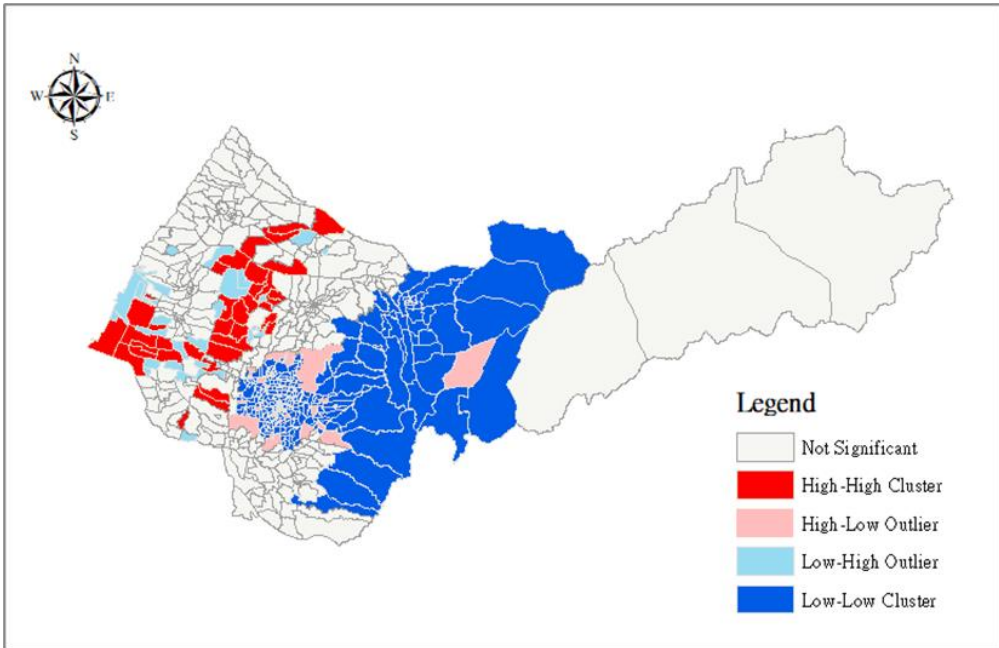 N
W E
S
Legend
Not Significant
High-High Cluster
High-Low Outlier
Low-High Outlier
Low-Low Cluster